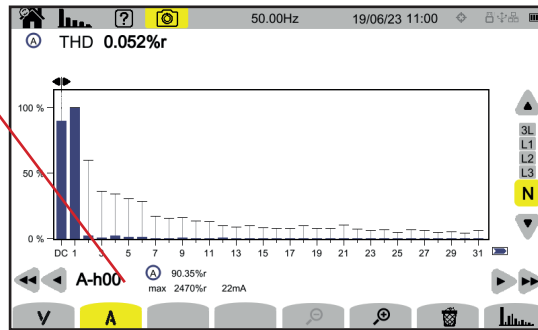 ? 50.00Hz 19/06/23 11:00
A THD 0.052%r
100 %
50 %
0 %
DC 1 3 5 7 9 11 13 15 17 19 21 23 25 27 29 31
3L
L1
L2
L3
N
A-h00 A 90.35%r
max 2470%r 22mA
V A